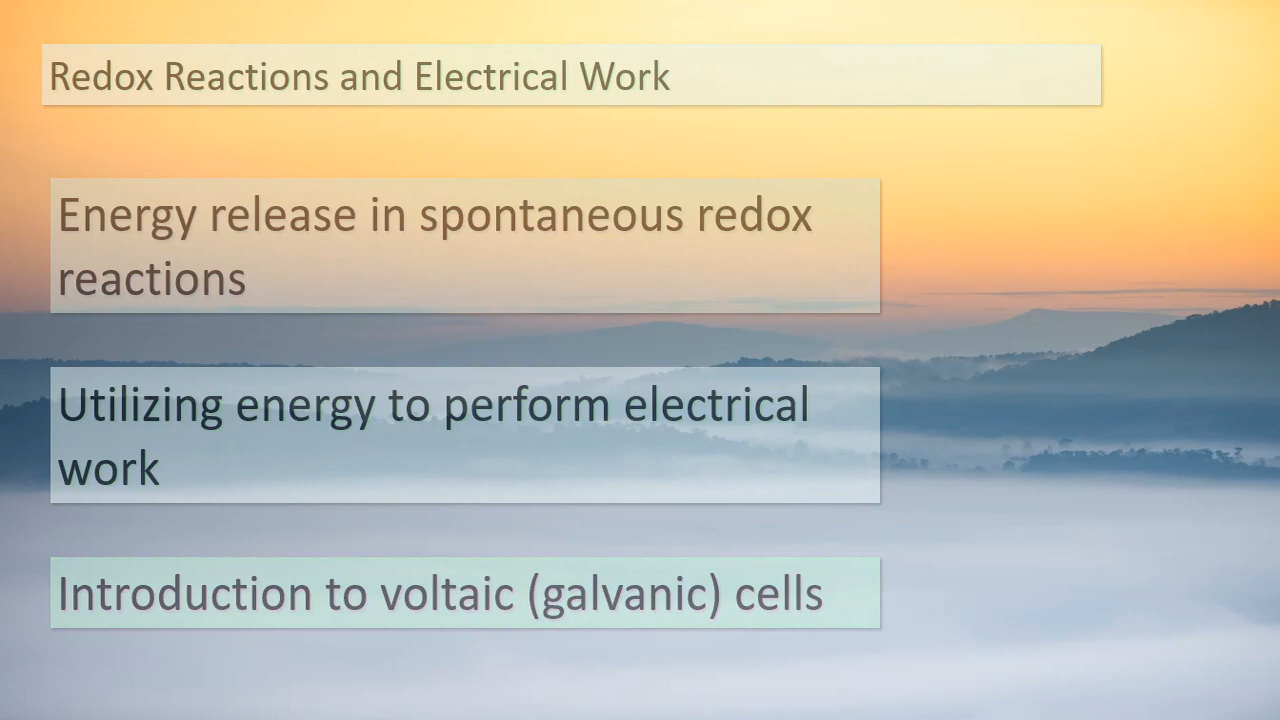 Redox Reactions and Electrical Work
Energy release in spontaneous redox
reactions
Utilizing energy to perform electrical
work
Introduction to voltaic (galvanic) cells